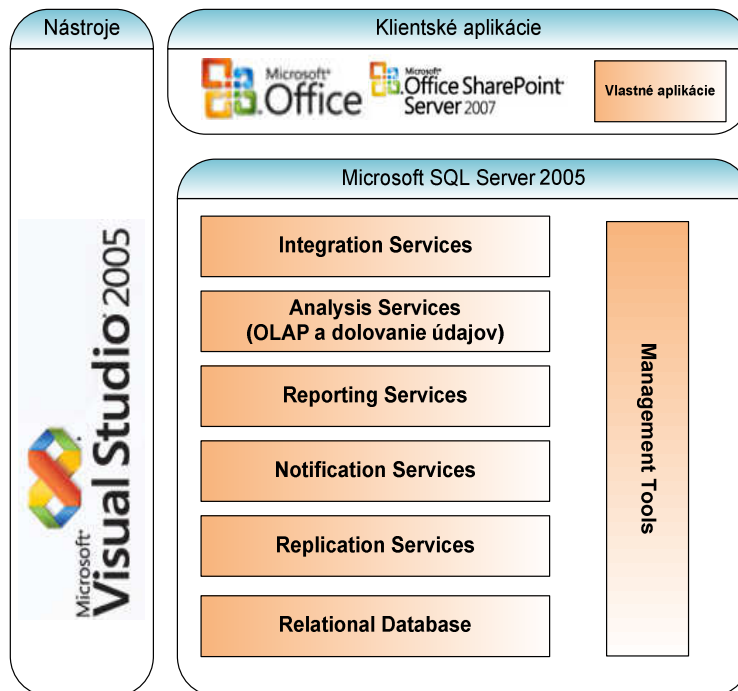 Nástroje
Microsoft
Visual Studio 2005
Klientské aplikácie
Microsoft
Office
Microsoft
Office SharePoint
Server 2007
Vlastné aplikácie
Microsoft SQL Server 2005
Integration Services
Analysis Services
(OLAP a dolovanie údajov)
Reporting Services
Notification Services
Replication Services
Relational Database
Management Tools